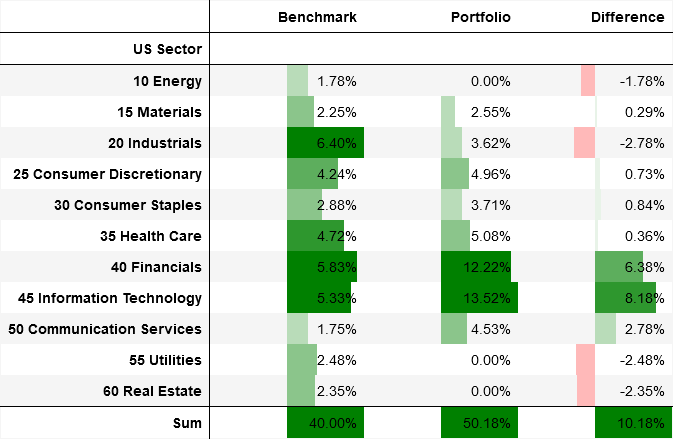 Benchmark Portfolio Difference
US Sector
10 Energy 1.78% 0.00% -1.78%
15 Materials 2.25% 2.55% 0.29%
20 Industrials 6.40% 3.62% -2.78%
25 Consumer Discretionary 4.24% 4.96% 0.73%
30 Consumer Staples 2.88% 3.71% 0.84%
35 Health Care 4.72% 5.08% 0.36%
40 Financials 5.83% 12.22% 6.38%
45 Information Technology 5.33% 13.52% 8.18%
50 Communication Services 1.75% 4.53% 2.78%
55 Utilities 2.48% 0.00% -2.48%
60 Real Estate 2.35% 0.00% -2.35%
Sum 40.00% 50.18% 10.18%